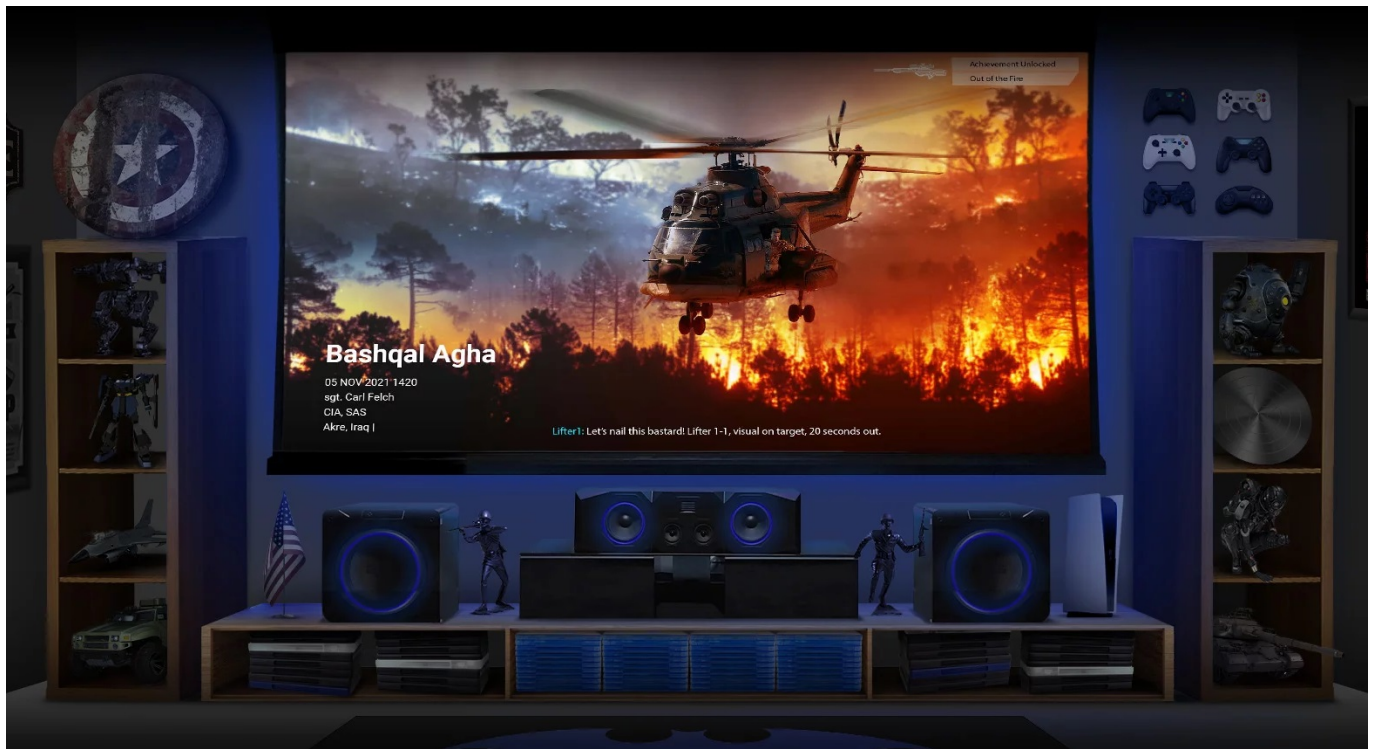 Achievement Unlocked
Out of the Fire
Bashqal Agha
05 NOV 2021 1420
sgt. Carl Felch
CIA, SAS
Akre, Iraq |
Lifter1: Let's nail this bastard! Lifter 1-1, visual on target, 20 seconds out.